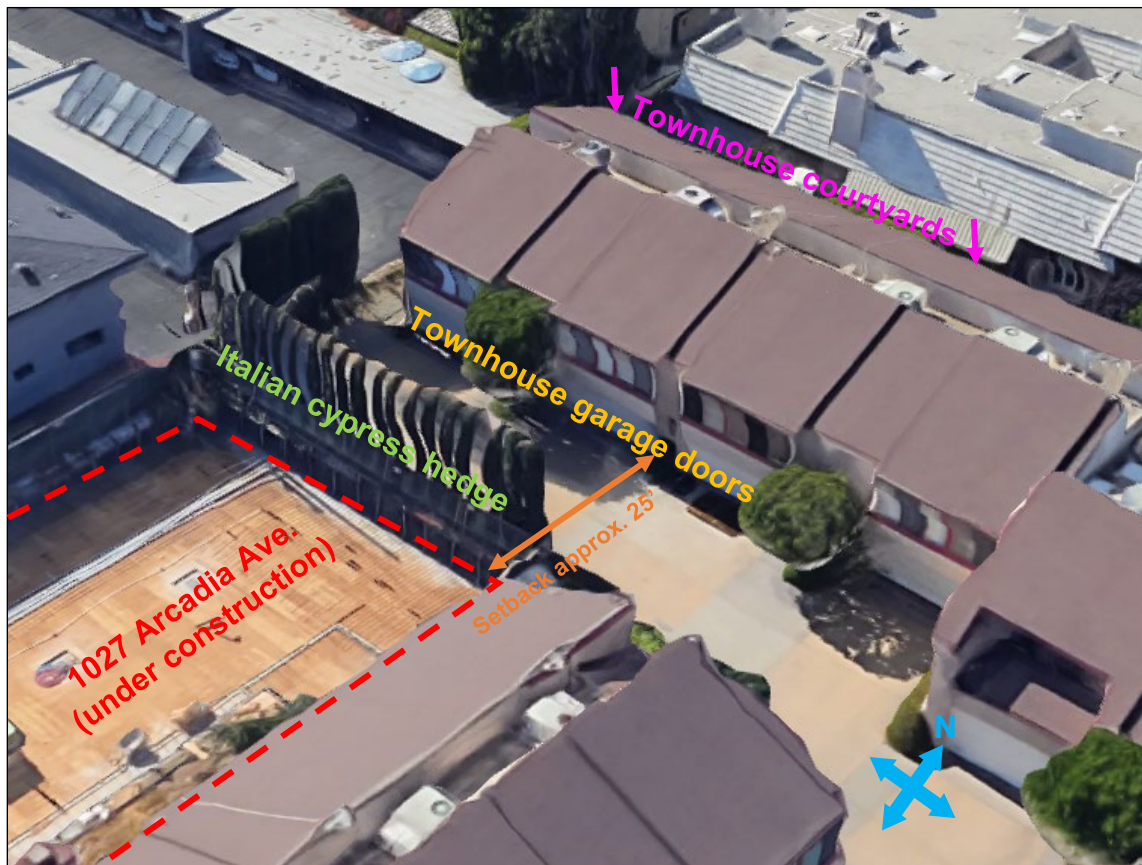 Townhouse courtyards
Townhouse garage doors
Italian cypress hedge
Setback approx. 25'
1027 Arcadia Ave.
(under construction)
N